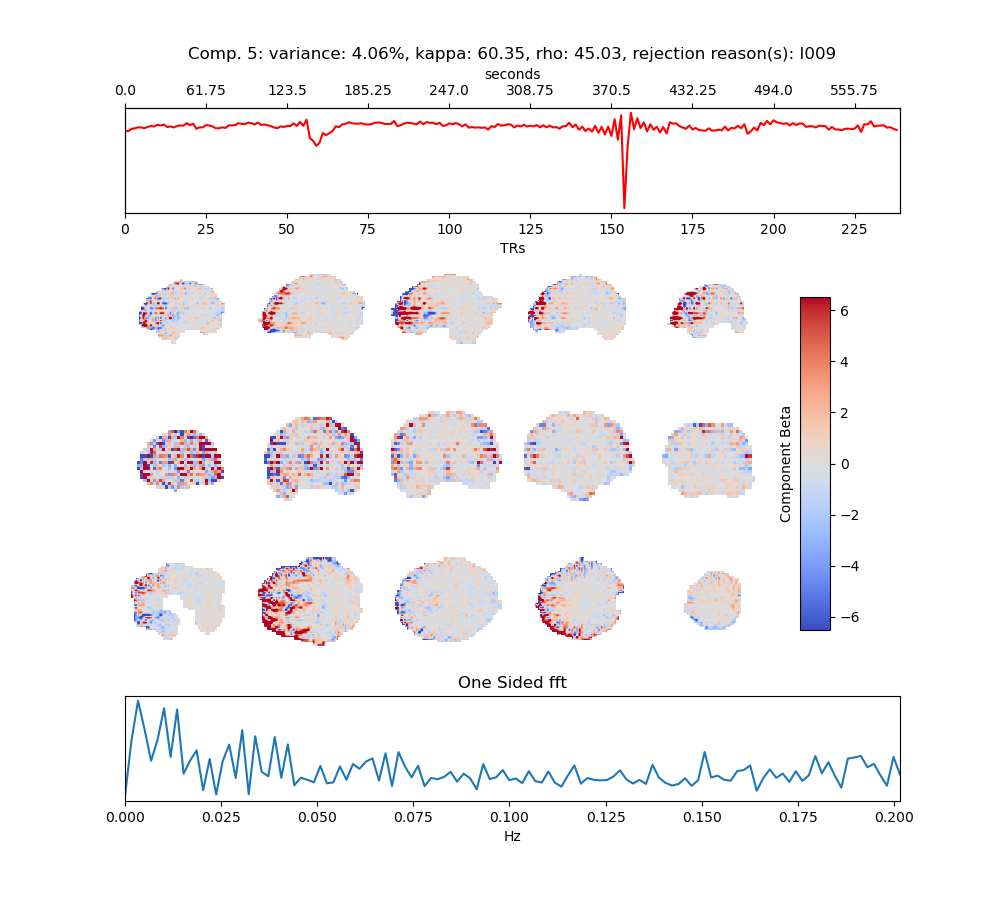 Comp. 5: variance: 4.06%, kappa: 60.35, rho: 45.03, rejection reason(s): I009
seconds
0.0 61.75 123.5 185.25 247.0 308.75 370.5 432.25 494.0 555.75
0 25 50 75 100 125 150 175 200 225
TRs
6
4
2
0
−2
−4
−6
Component Beta
One Sided fft
0.000 0.025 0.050 0.075 0.100 0.125 0.150 0.175 0.200
Hz